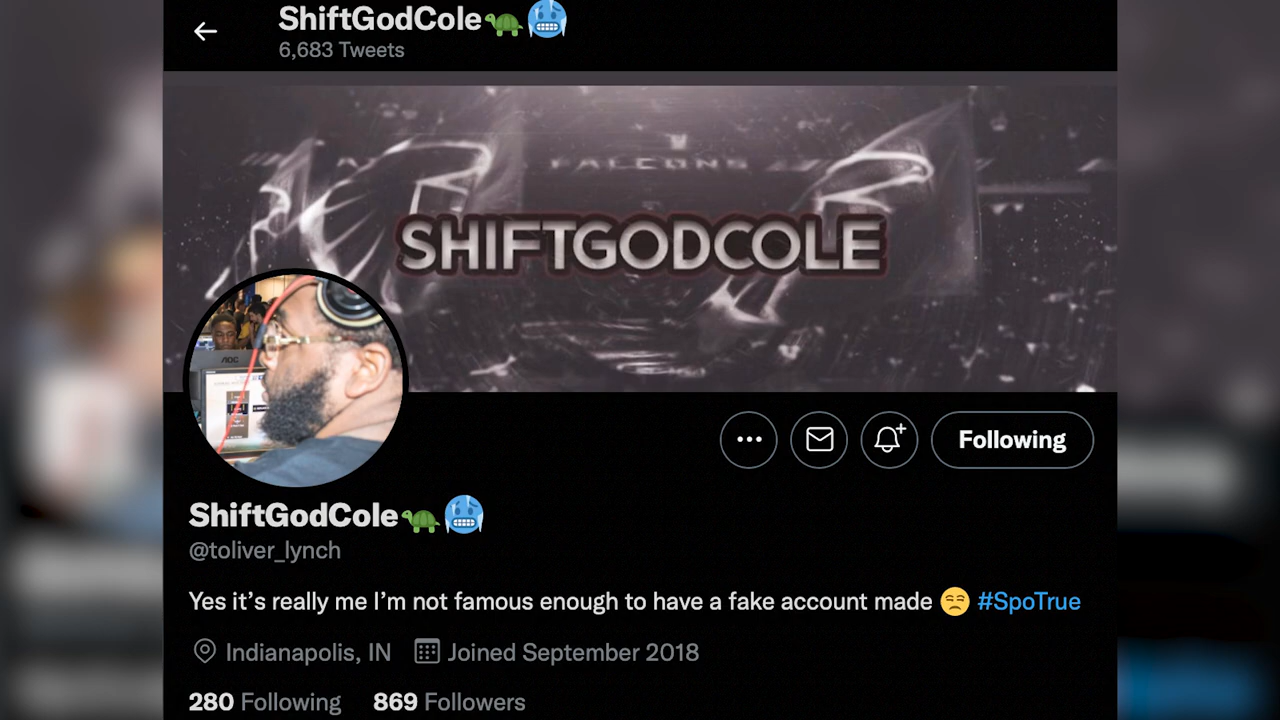 ShiftGodCole🐢🥶
6,683 Tweets
FALCONS
SHIFTGODCOLE
AOC
Following
ShiftGodCole🐢🥶
@toliver_lynch
Yes it’s really me I’m not famous enough to have a fake account made 😒 #SpoTrue
Indianapolis, IN Joined September 2018
280 Following 869 Followers